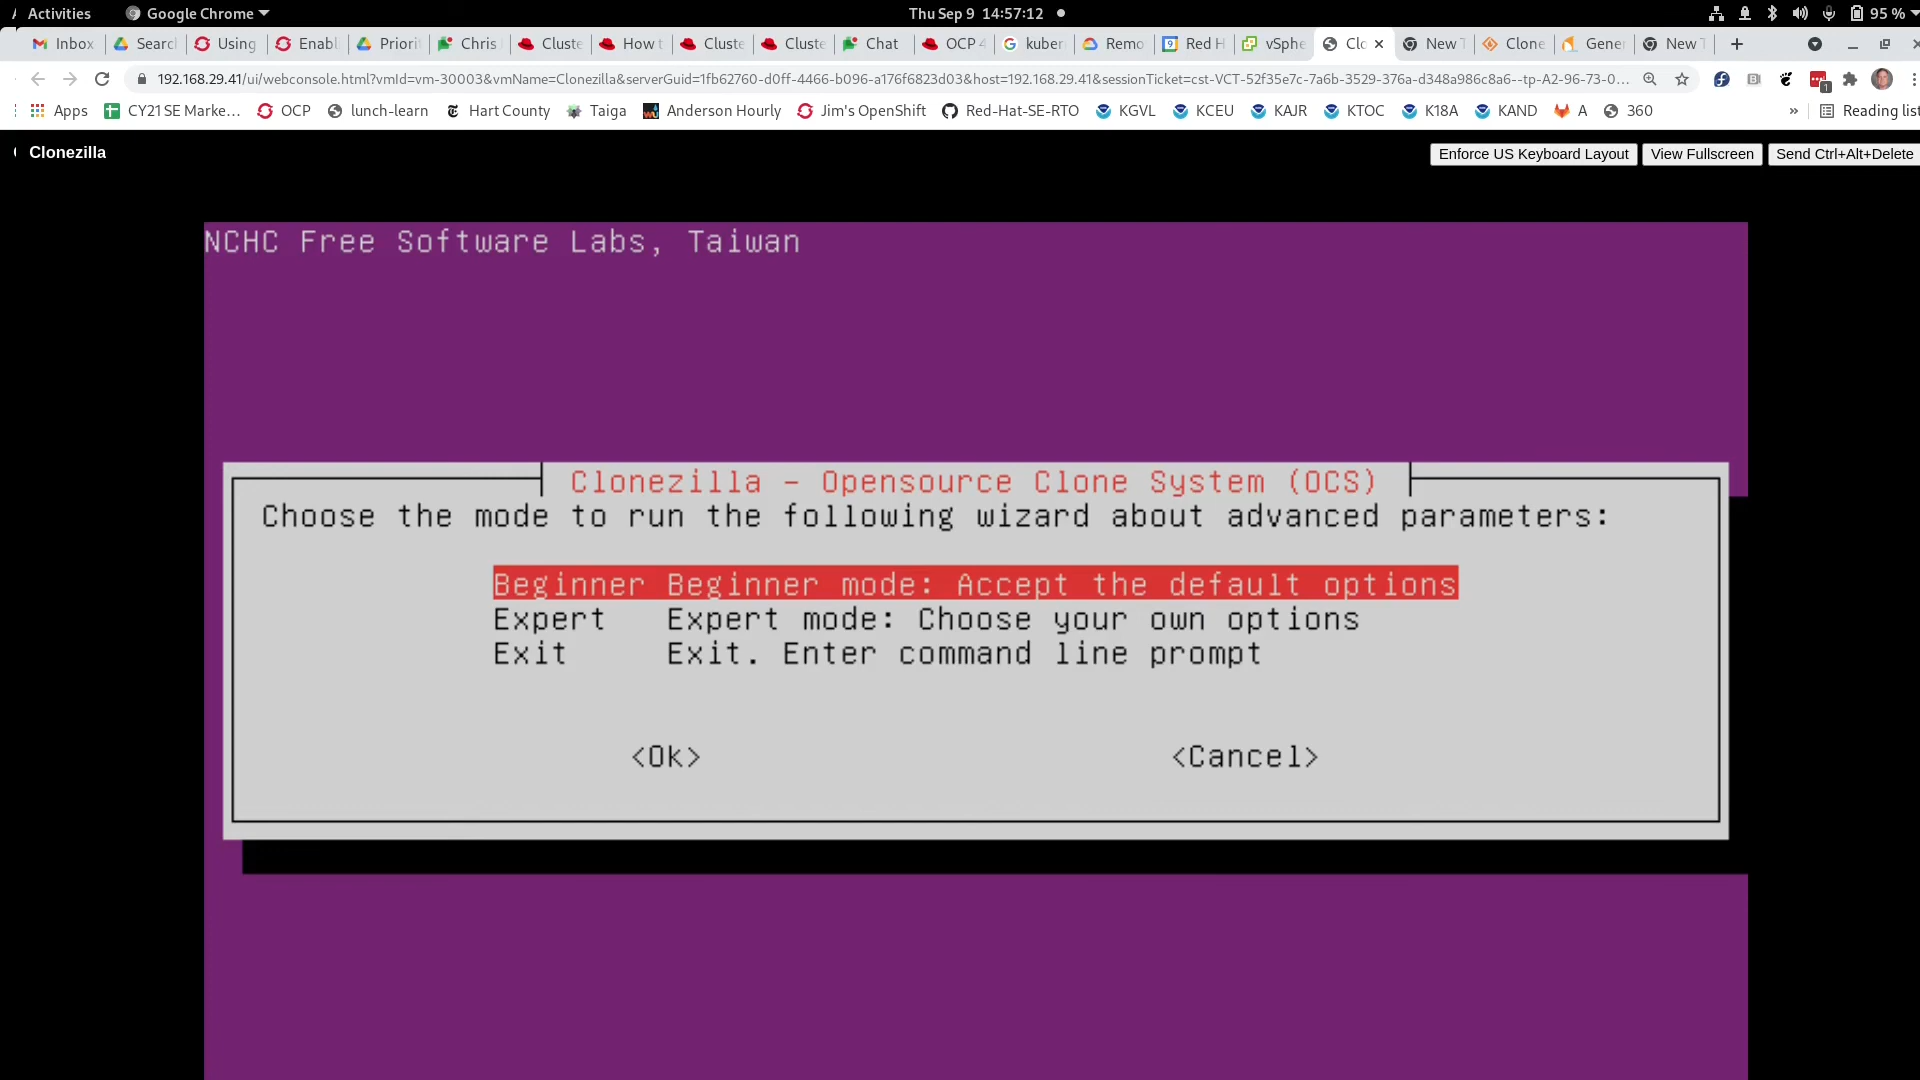 Activities
Google Chrome
Thu Sep 9 14:57:12
95 %
Inbox
Searc
Using
Enabl
Priori
Chris
Cluste
How t
Cluste
Cluste
Chat
OCP 4
kuber
Remo
Red H
vSphe
Clo
New T
Clone
Gener
New T
192.168.29.41/ui/webconsole.html?vmId=vm-30003&vmName=Clonezilla&serverGuid=1fb62760-d0ff-4466-b096-a176f6823d03&host=192.168.29.41&sessionTicket=cst-VCT-52f35e7c-7a6b-3529-376a-d348a986c8a6--tp-A2-96-73-0...
Apps
CY21 SE Marke...
OCP
lunch-learn
Hart County
Taiga
Anderson Hourly
Jim's OpenShift
Red-Hat-SE-RTO
KGVL
KCEU
KAJR
KTOC
K18A
KAND
A
360
»
Reading list
Clonezilla
Enforce US Keyboard Layout
View Fullscreen
Send Ctrl+Alt+Delete
NCHC Free Software Labs, Taiwan
Clonezilla - Opensource Clone System (OCS)
Choose the mode to run the following wizard about advanced parameters:
Beginner Beginner mode: Accept the default options
Expert Expert mode: Choose your own options
Exit Exit. Enter command line prompt
<Ok> <Cancel>